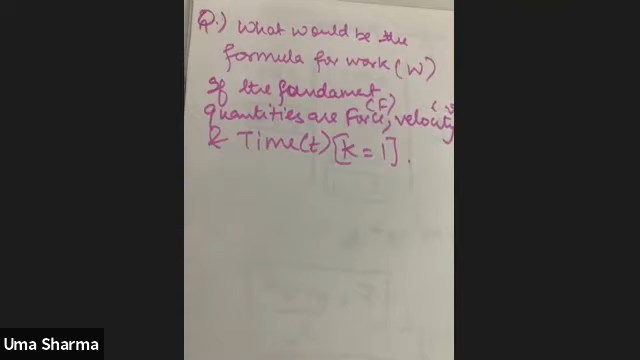 Q.) What would be the
formula for work (W)
If the fundament
(F) (v
quantities are Force, velocity
& Time(t) [K = 1].
Uma Sharma